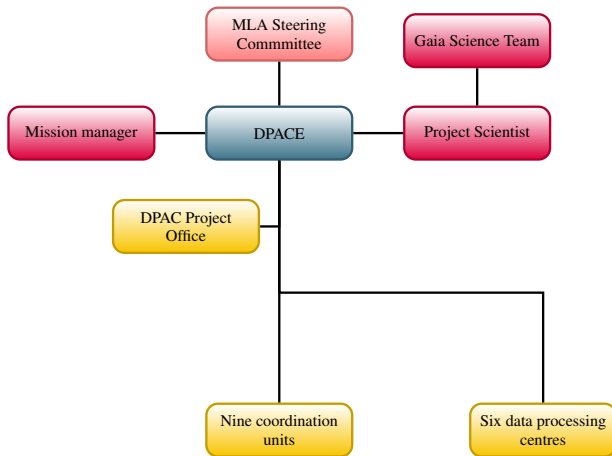 MLA Steering
Commmittee
Gaia Science Team
Mission manager
DPACE
Project Scientist
DPAC Project
Office
Nine coordination
units
Six data processing
centres